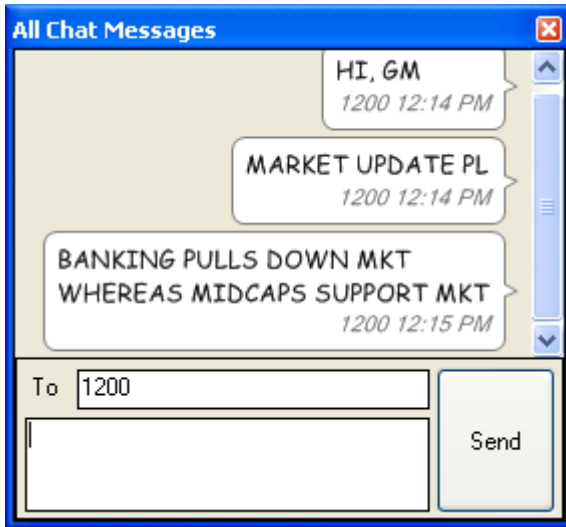 All Chat Messages
HI, GM
1200 12:14 PM
MARKET UPDATE PL
1200 12:14 PM
BANKING PULLS DOWN MKT
WHEREAS MIDCAPS SUPPORT MKT
1200 12:15 PM
To 1200
Send